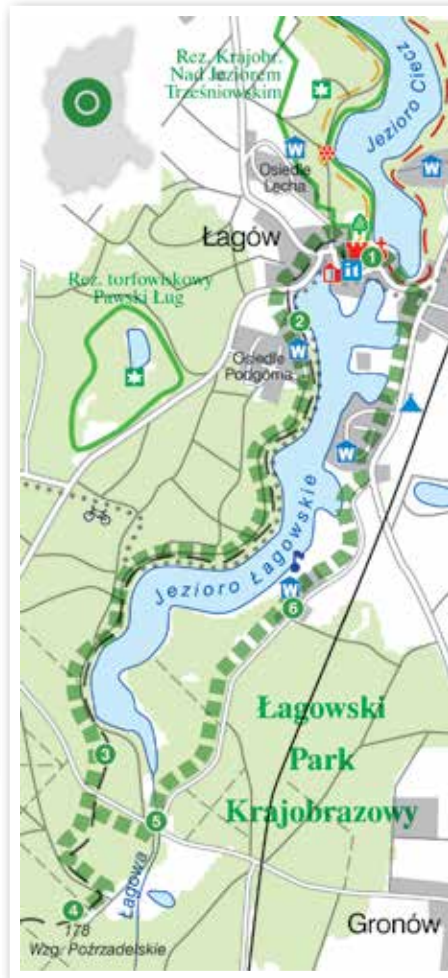 Rez. Krajobr.
Nad Jeziorem
Trześniowskim
Jezioro Ciecz
W
W
Osiedle
Lecha
Łagów
1
Rez. torfowiskowy
Pawski Ług
2
W
Osiedle
Podgórna
W
Jezioro Łagowskie
W
6
Łagowski
Park
Krajobrazowy
3
5
4
Łagowa
178
Wzg. Pożrzadelskie
Gronów